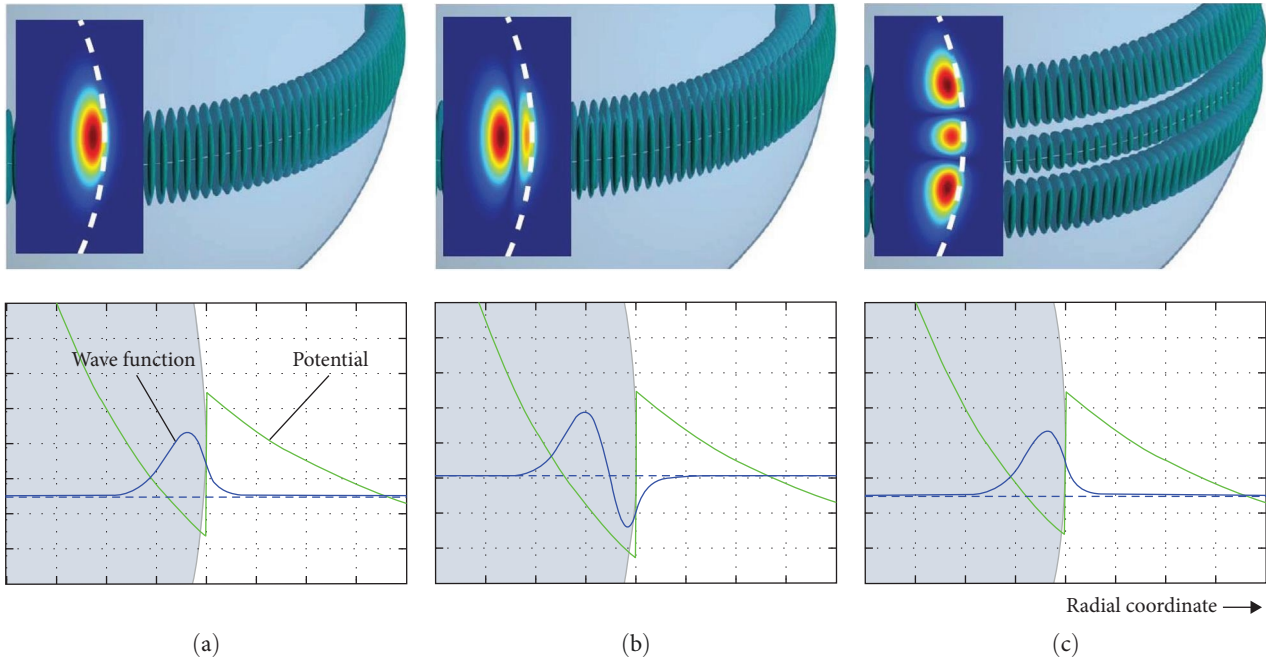 Wave function
Potential
Radial coordinate
(a)
(b)
(c)